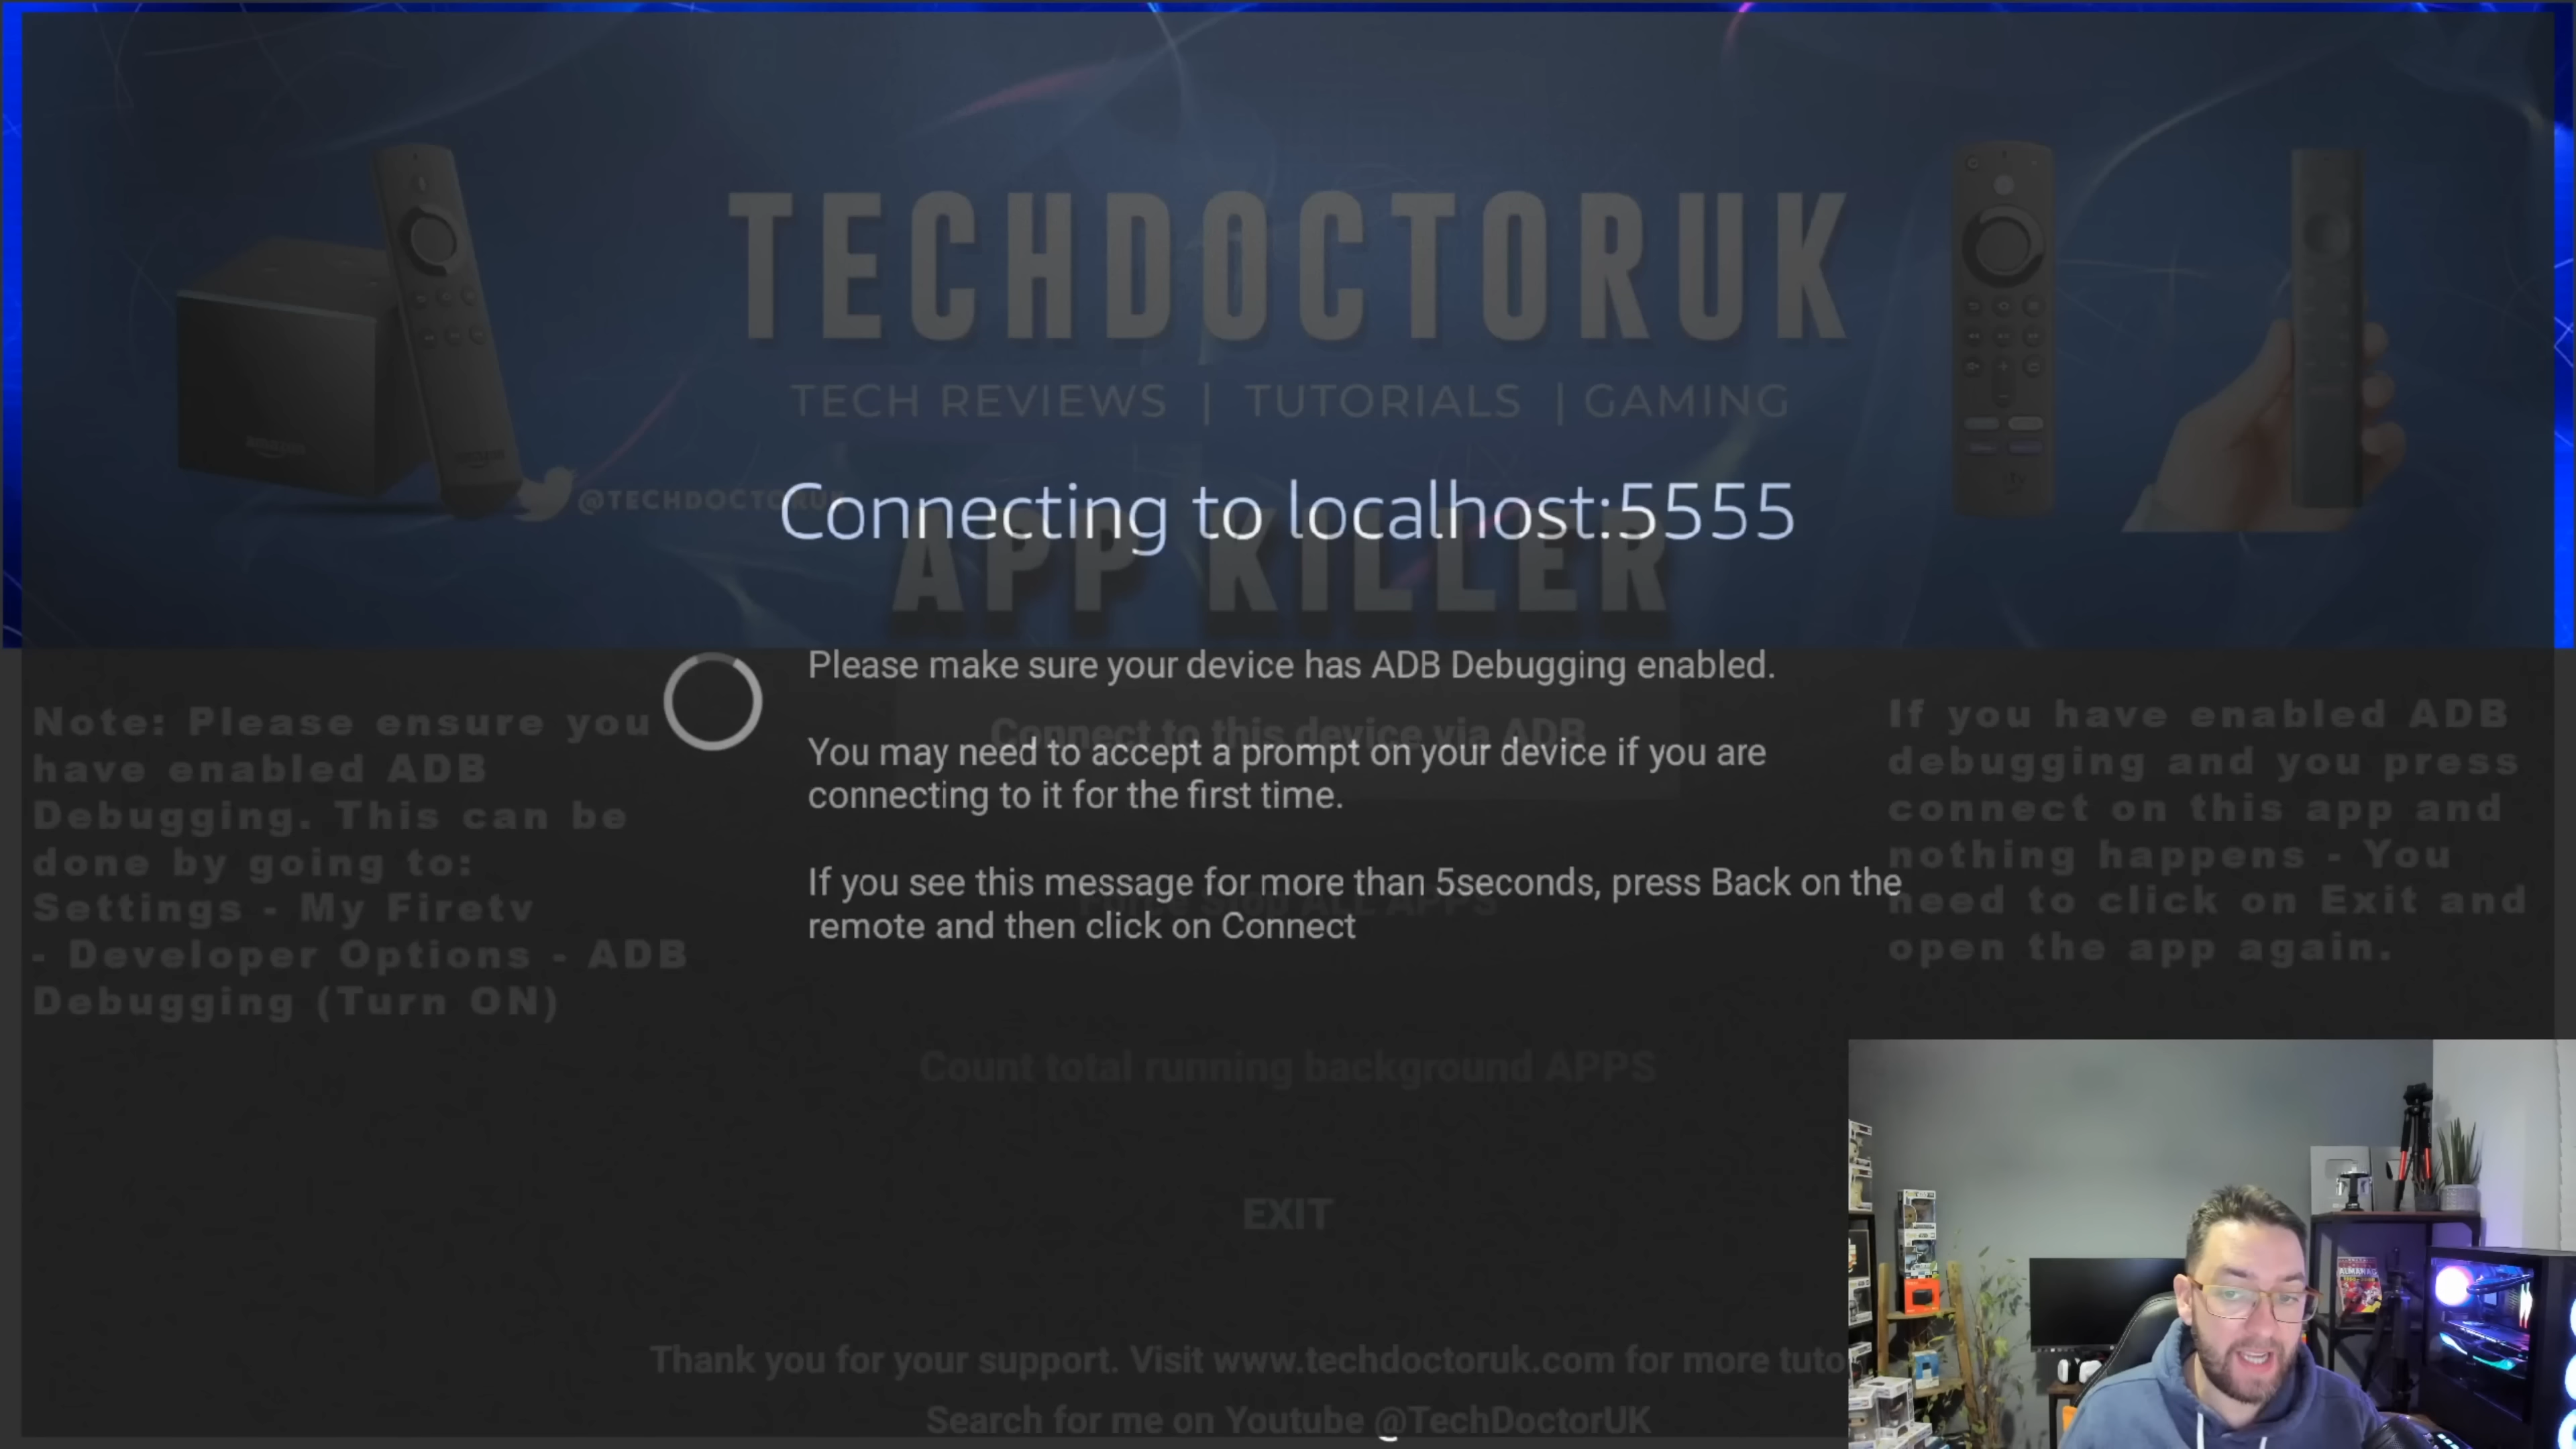 TECHDOCTORUK
TECH REVIEWS | TUTORIALS | GAMING
@TECHDOCTORUK
Connecting to localhost:5555
APP KILLER
Please make sure your device has ADB Debugging enabled.
Connect to this device via ADB
You may need to accept a prompt on your device if you are
connecting to it for the first time.
If you see this message for more than 5seconds, press Back on the
remote and then click on Connect
Force Stop ALL APPS
Note: Please ensure you
have enabled ADB
Debugging. This can be
done by going to:
Settings - My Firetv
- Developer Options - ADB
Debugging (Turn ON)
If you have enabled ADB
debugging and you press
connect on this app and
nothing happens - You
need to click on Exit and
open the app again.
Count total running background APPS
EXIT
Thank you for your support. Visit www.techdoctoruk.com for more tuto
Search for me on Youtube @TechDoctorUK
ALMANAC